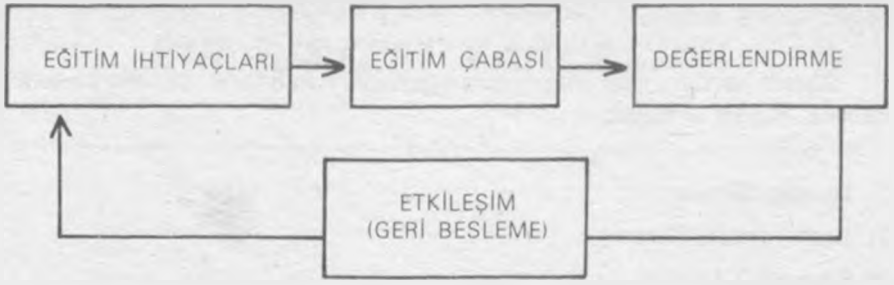 EĞİTİM İHTİYAÇLARI
EĞİTİM ÇABASI
DEĞERLENDİRME
ETKİLEŞİM
(GERİ BESLEME)